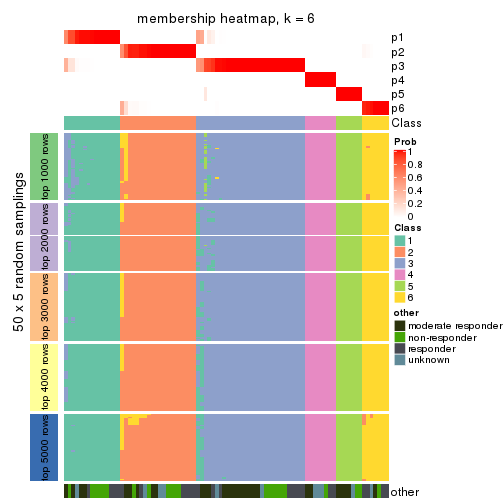 membership heatmap, k = 6
p1
p2
p3
p4
p5
p6
Class
50 x 5 random samplings
top 1000 rows
top 2000 rows
top 3000 rows
top 4000 rows
top 5000 rows
other
Prob
1
0.8
0.6
0.4
0.2
0
Class
1
2
3
4
5
6
other
moderate responder
non-responder
responder
unknown